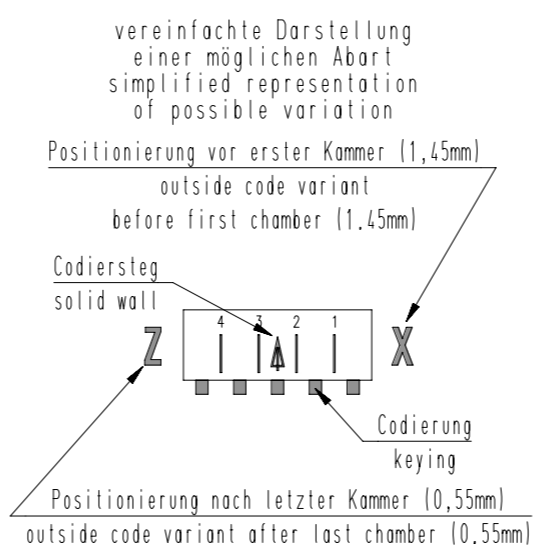 vereinfachte Darstellung
einer möglichen Abart
simplified representation
of possible variation
Positionierung vor erster Kammer (1,45mm)
outside code variant
before first chamber (1,45mm)
Codiersteg
solid wall
4 3 2 1
Z X
Codierung
keying
Positionierung nach letzter Kammer (0,55mm)
outside code variant after last chamber (0,55mm)